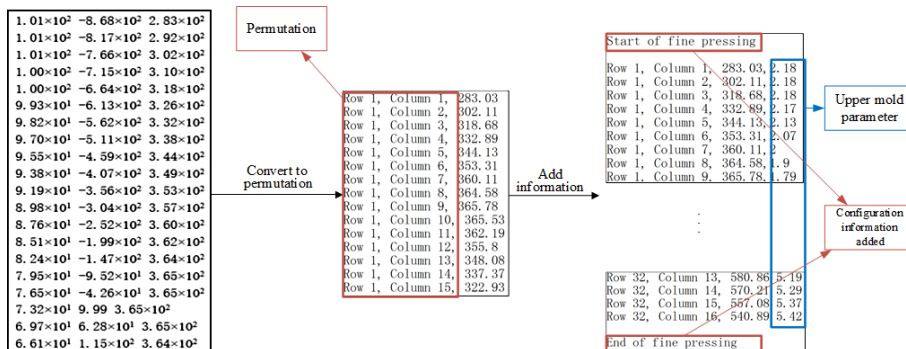 1.01×10² -8.68×10² 2.83×10²
1.01×10² -8.17×10² 2.92×10²
1.01×10² -7.66×10² 3.02×10²
1.00×10² -7.15×10² 3.10×10²
1.00×10² -6.64×10² 3.18×10²
9.93×10¹ -6.13×10² 3.26×10²
9.82×10¹ -5.62×10² 3.32×10²
9.70×10¹ -5.11×10² 3.38×10²
9.55×10¹ -4.59×10² 3.44×10²
9.38×10¹ -4.07×10² 3.49×10²
9.19×10¹ -3.56×10² 3.53×10²
8.98×10¹ -3.04×10² 3.57×10²
8.76×10¹ -2.52×10² 3.60×10²
8.51×10¹ -1.99×10² 3.62×10²
8.24×10¹ -1.47×10² 3.64×10²
7.95×10¹ -9.52×10¹ 3.65×10²
7.65×10¹ -4.26×10¹ 3.65×10²
7.32×10¹ 9.99 3.65×10²
6.97×10¹ 6.28×10¹ 3.65×10²
6.61×10¹ 1.15×10² 3.64×10²
Convert to
permutation
Permutation
Row 1, Column 1, 283.03
Row 1, Column 2, 302.11
Row 1, Column 3, 318.68
Row 1, Column 4, 332.89
Row 1, Column 5, 344.13
Row 1, Column 6, 353.31
Row 1, Column 7, 360.11
Row 1, Column 8, 364.58
Row 1, Column 9, 365.78
Row 1, Column 10, 365.53
Row 1, Column 11, 362.19
Row 1, Column 12, 355.8
Row 1, Column 13, 348.08
Row 1, Column 14, 337.37
Row 1, Column 15, 322.93
Add
information
Start of fine pressing
Row 1, Column 1, 283.03, 2.18
Row 1, Column 2, 302.11, 2.18
Row 1, Column 3, 318.68, 2.18
Row 1, Column 4, 332.89, 2.17
Row 1, Column 5, 344.13, 2.13
Row 1, Column 6, 353.31, 2.07
Row 1, Column 7, 360.11, 2
Row 1, Column 8, 364.58, 1.9
Row 1, Column 9, 365.78, 1.79
Row 32, Column 13, 580.86, 5.19
Row 32, Column 14, 570.21, 5.29
Row 32, Column 15, 557.08, 5.37
Row 32, Column 16, 540.89, 5.42
End of fine pressing
Upper mold
parameter
Configuration
information
added